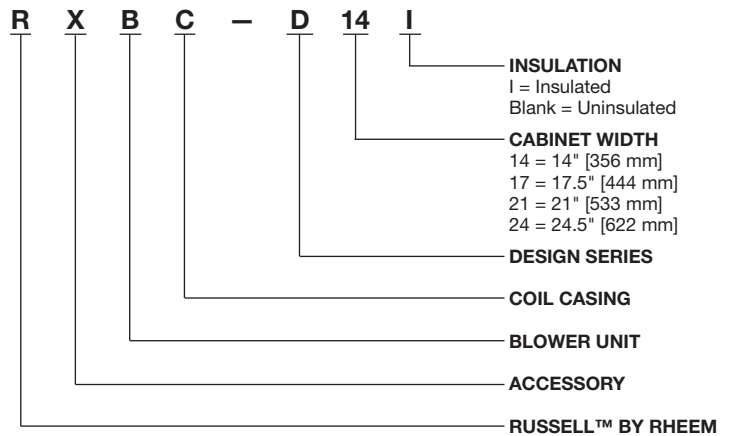 R X B C — D 14 I
INSULATION
I = Insulated
Blank = Uninsulated
CABINET WIDTH
14 = 14" [356 mm]
17 = 17.5" [444 mm]
21 = 21" [533 mm]
24 = 24.5" [622 mm]
DESIGN SERIES
COIL CASING
BLOWER UNIT
ACCESSORY
RUSSELL™ BY RHEEM